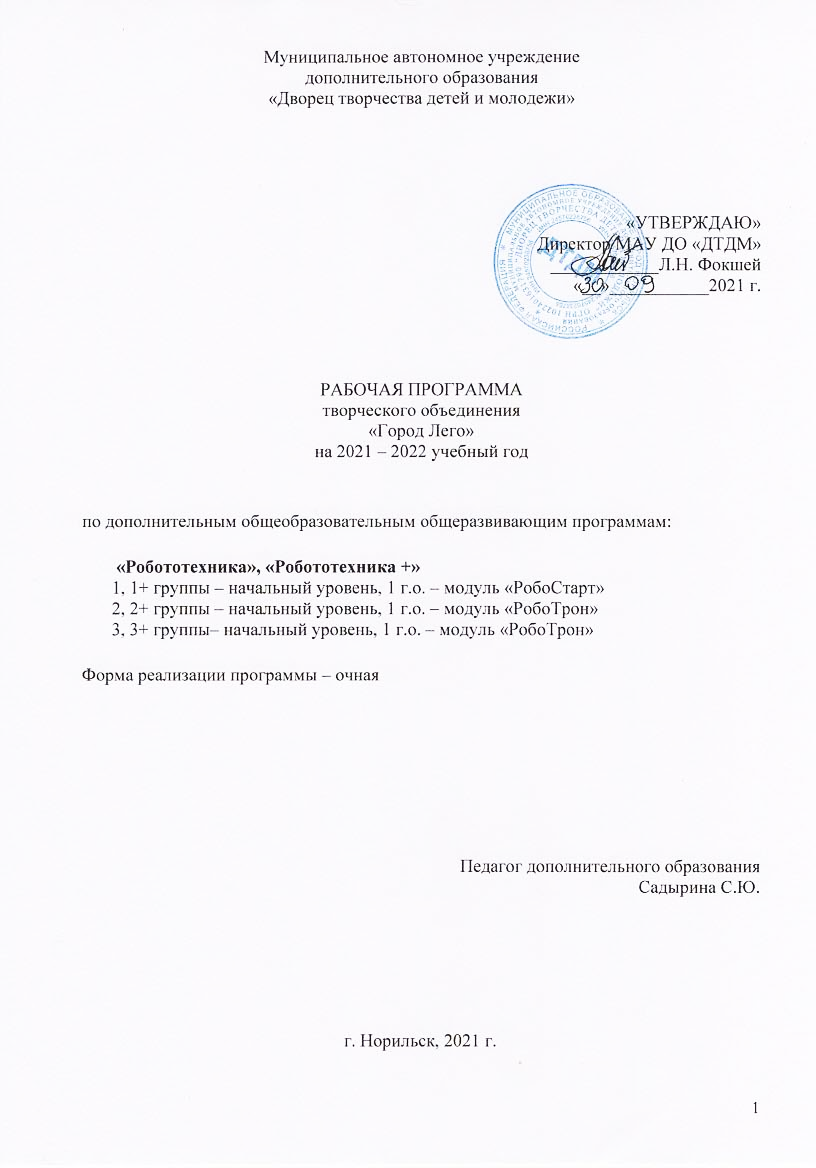 Муниципальное автономное учреждение
дополнительного образования
«Дворец творчества детей и молодежи»
«УТВЕРЖДАЮ»
Директор МАУ ДО «ДТДМ»
____________Л.Н. Фокшей
«30» 09 2021 г.
РАБОЧАЯ ПРОГРАММА
творческого объединения
«Город Лего»
на 2021 – 2022 учебный год
по дополнительным общеобразовательным общеразвивающим программам:
«Робототехника», «Робототехника +»
1, 1+ группы – начальный уровень, 1 г.о. – модуль «РобоСтарт»
2, 2+ группы – начальный уровень, 1 г.о. – модуль «РобоТрон»
3, 3+ группы– начальный уровень, 1 г.о. – модуль «РобоТрон»
Форма реализации программы – очная
Педагог дополнительного образования
Садырина С.Ю.
г. Норильск, 2021 г.
1